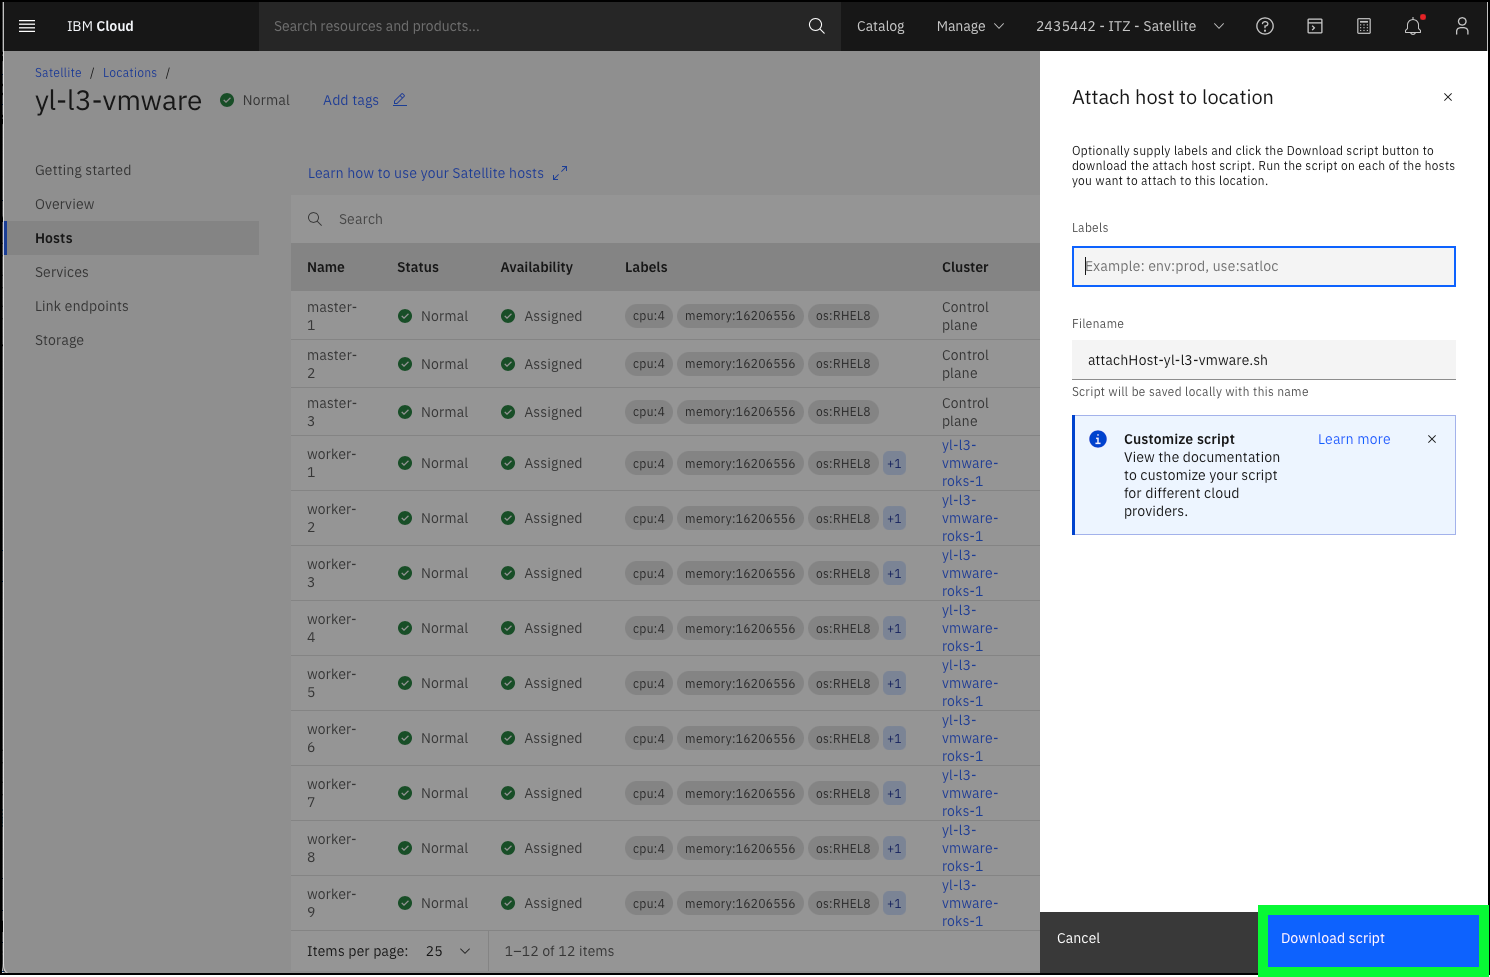 IBM Cloud
Search resources and products...
Catalog
Manage
2435442 - ITZ - Satellite
Satellite / Locations /
yl-l3-vmware
Normal
Add tags
Getting started
Overview
Hosts
Services
Link endpoints
Storage
Learn how to use your Satellite hosts
Search
Name Status Availability Labels Cluster
master-
1
Normal Assigned cpu:4 memory:16206556 os:RHEL8
Control
plane
master-
2
Normal Assigned cpu:4 memory:16206556 os:RHEL8
Control
plane
master-
3
Normal Assigned cpu:4 memory:16206556 os:RHEL8
Control
plane
worker-
1
Normal Assigned cpu:4 memory:16206556 os:RHEL8 +1
yl-l3-
vmware-
roks-1
worker-
2
Normal Assigned cpu:4 memory:16206556 os:RHEL8 +1
yl-l3-
vmware-
roks-1
worker-
3
Normal Assigned cpu:4 memory:16206556 os:RHEL8 +1
yl-l3-
vmware-
roks-1
worker-
4
Normal Assigned cpu:4 memory:16206556 os:RHEL8 +1
yl-l3-
vmware-
roks-1
worker-
5
Normal Assigned cpu:4 memory:16206556 os:RHEL8 +1
yl-l3-
vmware-
roks-1
worker-
6
Normal Assigned cpu:4 memory:16206556 os:RHEL8 +1
yl-l3-
vmware-
roks-1
worker-
7
Normal Assigned cpu:4 memory:16206556 os:RHEL8 +1
yl-l3-
vmware-
roks-1
worker-
8
Normal Assigned cpu:4 memory:16206556 os:RHEL8 +1
yl-l3-
vmware-
roks-1
worker-
9
Normal Assigned cpu:4 memory:16206556 os:RHEL8 +1
yl-l3-
vmware-
roks-1
Items per page: 25
1–12 of 12 items
Attach host to location
Optionally supply labels and click the Download script button to
download the attach host script. Run the script on each of the hosts
you want to attach to this location.
Labels
Example: env:prod, use:satloc
Filename
attachHost-yl-l3-vmware.sh
Script will be saved locally with this name
Customize script
Learn more
View the documentation
to customize your script
for different cloud
providers.
Cancel
Download script